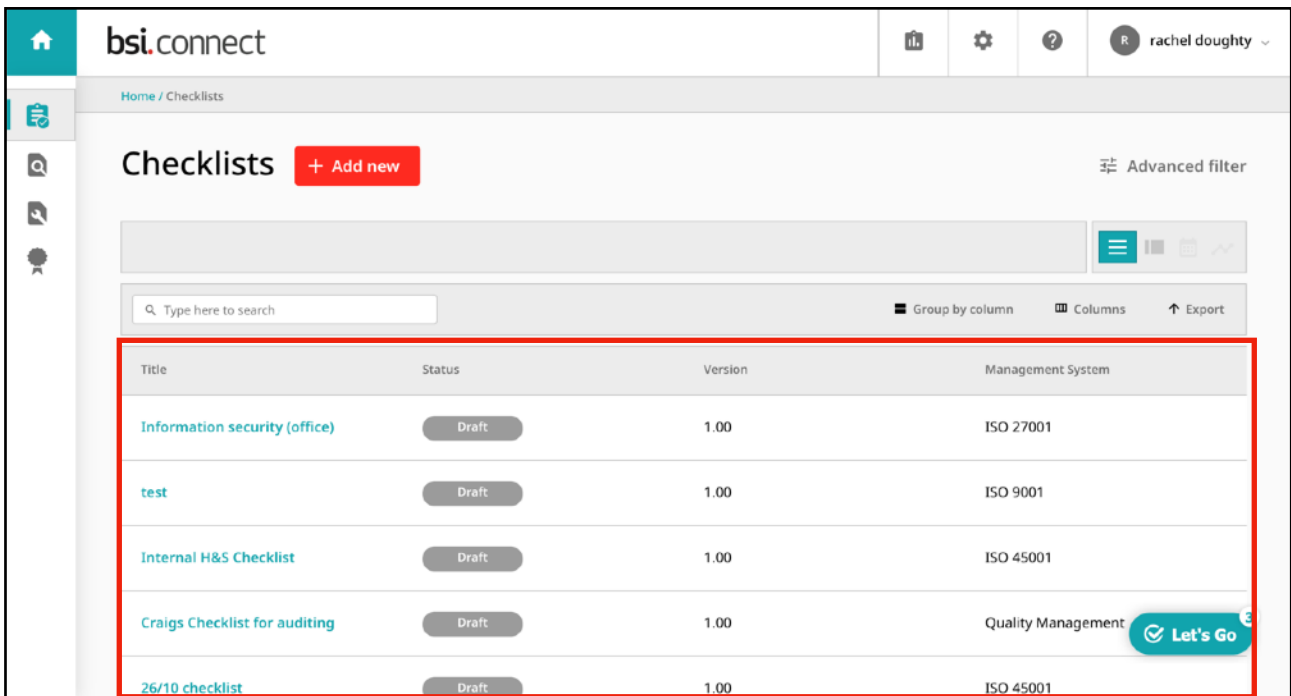 bsi.connect
R rachel doughty
Home / Checklists
Checklists + Add new Advanced filter
Type here to search Group by column Columns Export
Title Status Version Management System
Information security (office) Draft 1.00 ISO 27001
test Draft 1.00 ISO 9001
Internal H&S Checklist Draft 1.00 ISO 45001
Craigs Checklist for auditing Draft 1.00 Quality Management
3
Let's Go
26/10 checklist Draft 1.00 ISO 45001